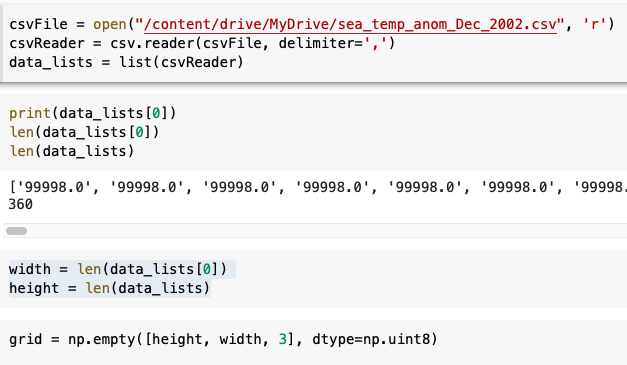 csvFile = open("/content/drive/MyDrive/sea_temp_anom_Dec_2002.csv", 'r')
csvReader = csv.reader(csvFile, delimiter=',')
data_lists = list(csvReader)
print(data_lists[0])
len(data_lists[0])
len(data_lists)
['99998.0', '99998.0', '99998.0', '99998.0', '99998.0', '99998.0', '99998.
360
width = len(data_lists[0])
height = len(data_lists)
grid = np.empty([height, width, 3], dtype=np.uint8)